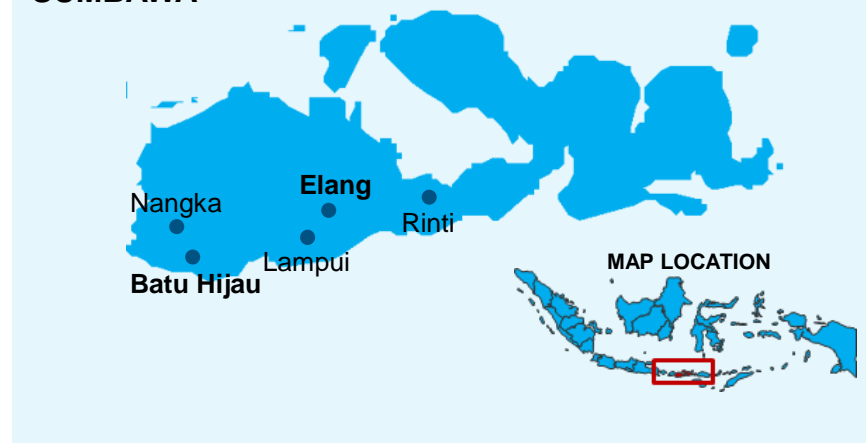 Elang
Nangka
Rinti
Lampui
Batu Hijau
MAP LOCATION